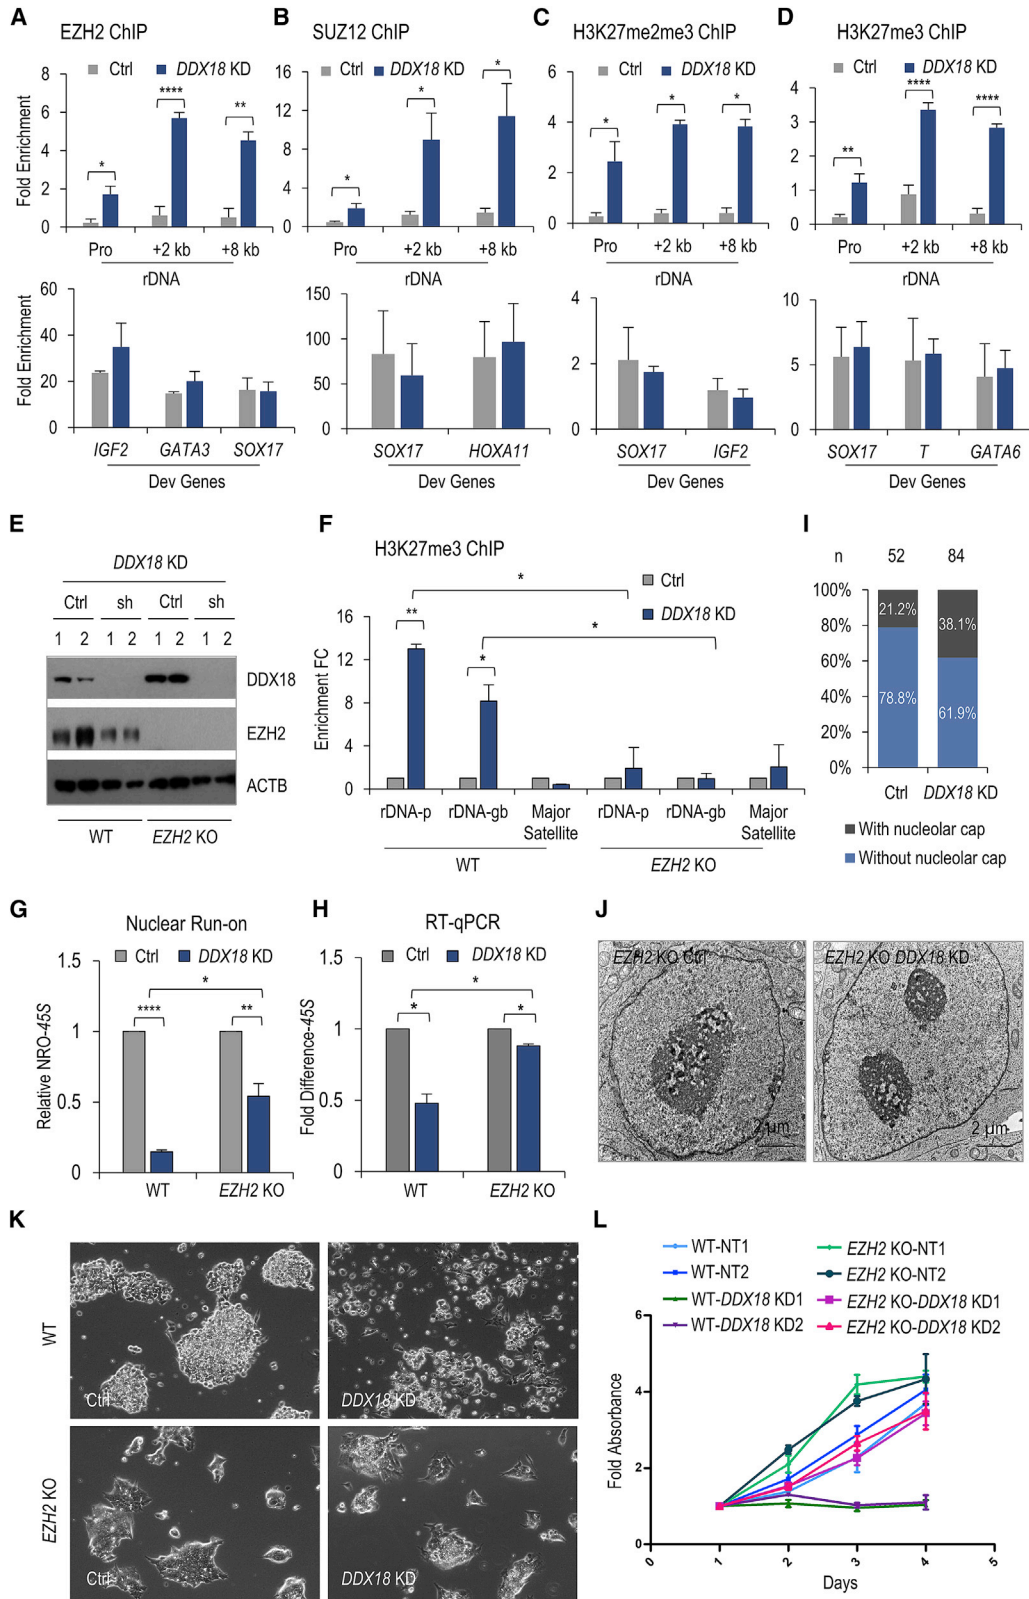 A
EZH2 ChIP
Ctrl DDX18 KD
Fold Enrichment
8
6
4
2
0
* **** **
Pro +2 kb +8 kb
rDNA
Fold Enrichment
60
40
20
0
IGF2 GATA3 SOX17
Dev Genes
B
SUZ12 ChIP
Ctrl DDX18 KD
16
12
8
4
0
* * *
Pro +2 kb +8 kb
rDNA
150
100
50
0
SOX17 HOXA11
Dev Genes
C
H3K27me2me3 ChIP
Ctrl DDX18 KD
6
4
2
0
* * *
Pro +2 kb +8 kb
rDNA
4
2
0
SOX17 IGF2
Dev Genes
D
H3K27me3 ChIP
Ctrl DDX18 KD
4
3
2
1
0
** **** ****
Pro +2 kb +8 kb
rDNA
10
5
0
SOX17 T GATA6
Dev Genes
E
DDX18 KD
Ctrl sh Ctrl sh
1 2 1 2 1 2 1 2
DDX18
EZH2
ACTB
WT EZH2 KO
F
H3K27me3 ChIP
Ctrl
DDX18 KD
Enrichment FC
16
12
8
4
0
** * * *
rDNA-p rDNA-gb Major Satellite rDNA-p rDNA-gb Major Satellite
WT EZH2 KO
I
n 52 84
100%
80%
60%
40%
20%
0%
21.2% 38.1%
78.8% 61.9%
Ctrl DDX18 KD
With nucleolar cap
Without nucleolar cap
G
Nuclear Run-on
Ctrl DDX18 KD
Relative NRO-45S
1.5
1
0.5
0
*
**** **
WT EZH2 KO
H
RT-qPCR
Ctrl DDX18 KD
Fold Difference-45S
1.5
1
0.5
0
*
* *
WT EZH2 KO
J
EZH2 KO Ctrl
2 μm
EZH2 KO DDX18 KD
2 μm
K
WT
Ctrl
DDX18 KD
EZH2 KO
Ctrl
DDX18 KD
L
WT-NT1
WT-NT2
WT-DDX18 KD1
WT-DDX18 KD2
EZH2 KO-NT1
EZH2 KO-NT2
EZH2 KO-DDX18 KD1
EZH2 KO-DDX18 KD2
Fold Absorbance
6
4
2
0
0 1 2 3 4 5
Days